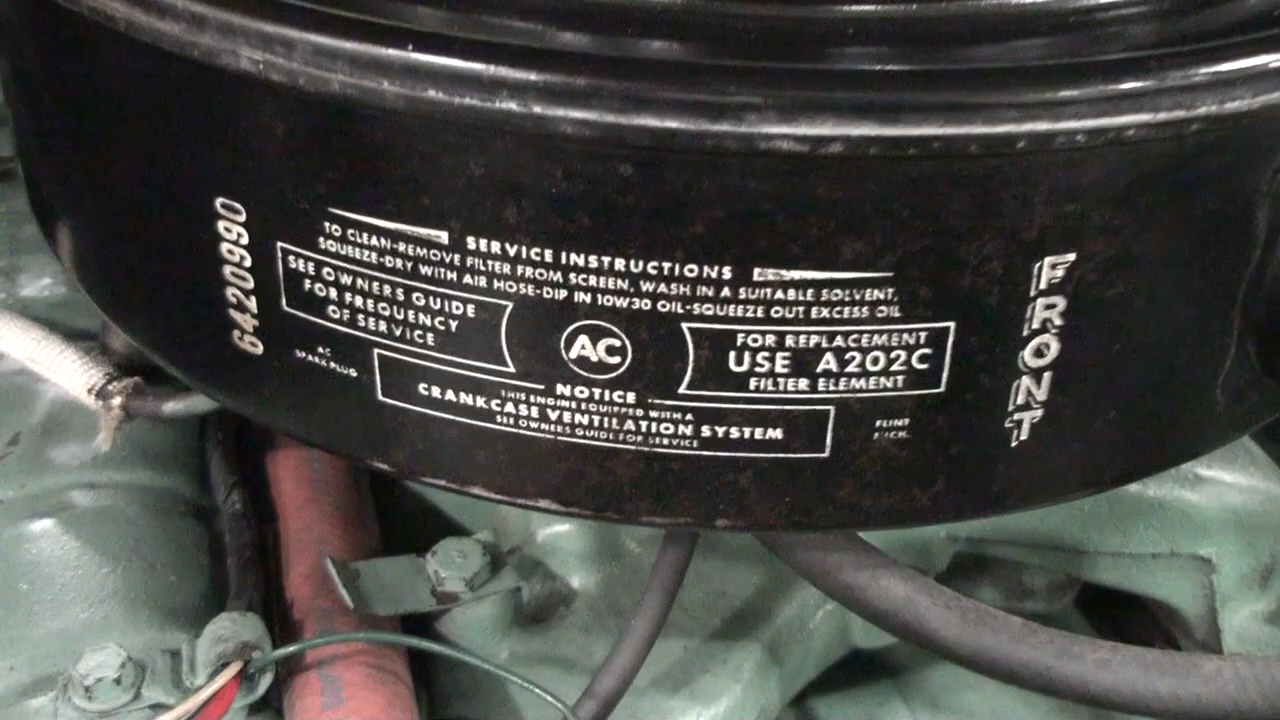 6420990
SERVICE INSTRUCTIONS
TO CLEAN-REMOVE FILTER FROM SCREEN, WASH IN A SUITABLE SOLVENT,
SQUEEZE-DRY WITH AIR HOSE-DIP IN 10W30 OIL-SQUEEZE OUT EXCESS OIL
SEE OWNERS GUIDE
FOR FREQUENCY
OF SERVICE
AC
FOR REPLACEMENT
USE A202C
FILTER ELEMENT
AC
SPARK PLUG
NOTICE
THIS ENGINE EQUIPPED WITH A
CRANKCASE VENTILATION SYSTEM
SEE OWNERS GUIDE FOR SERVICE
FLINT
MICH.
FRONT